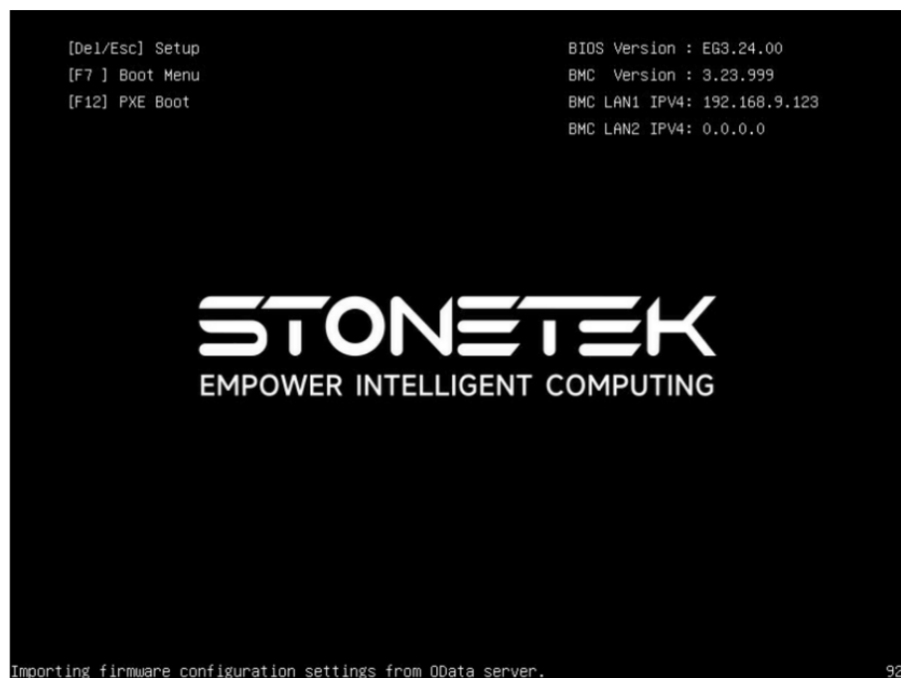 [Del/Esc] Setup
[F7 ] Boot Menu
[F12] PXE Boot
BIOS Version : EG3.24.00
BMC  Version : 3.23.999
BMC LAN1 IPV4: 192.168.9.123
BMC LAN2 IPV4: 0.0.0.0
STONETEK
EMPOWER INTELLIGENT COMPUTING
Importing firmware configuration settings from OData server.
92